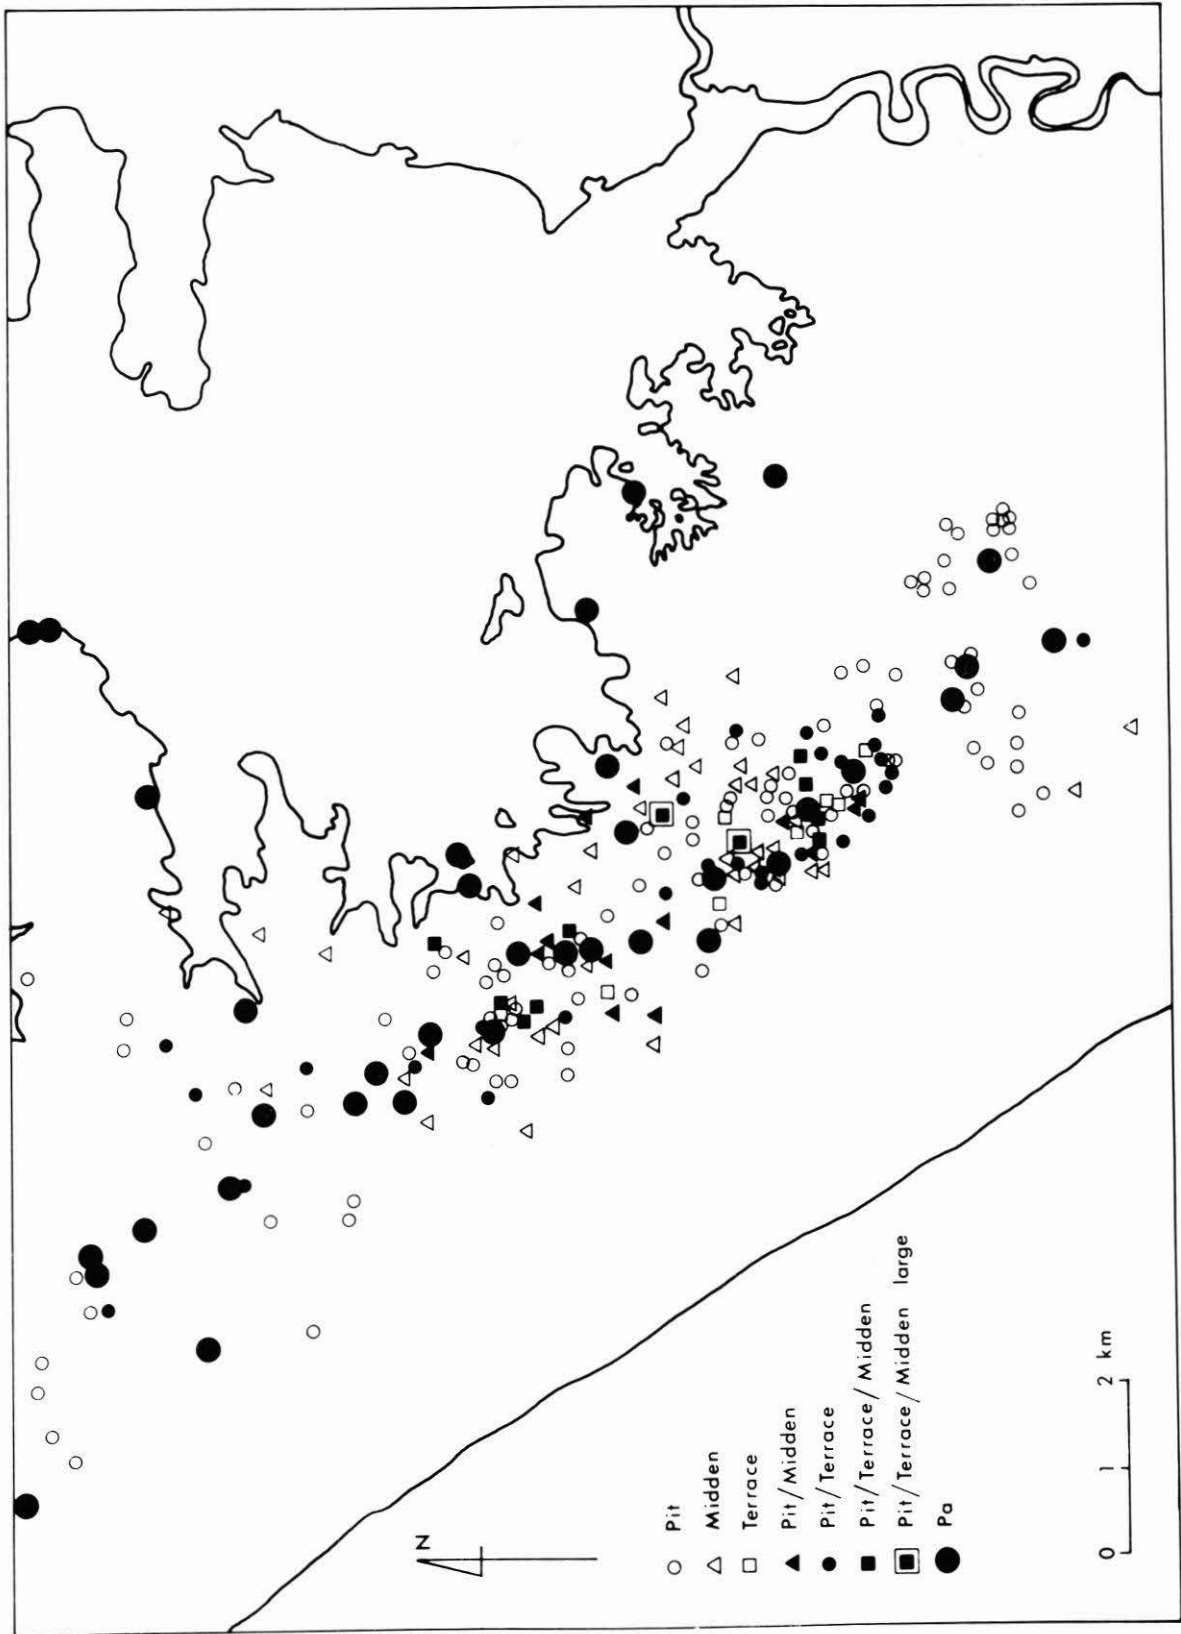 N
Pit
Midden
Terrace
Pit/Midden
Pit/Terrace
Pit/Terrace/Midden
Pit/Terrace/Midden large
Pa
0 1 2 km